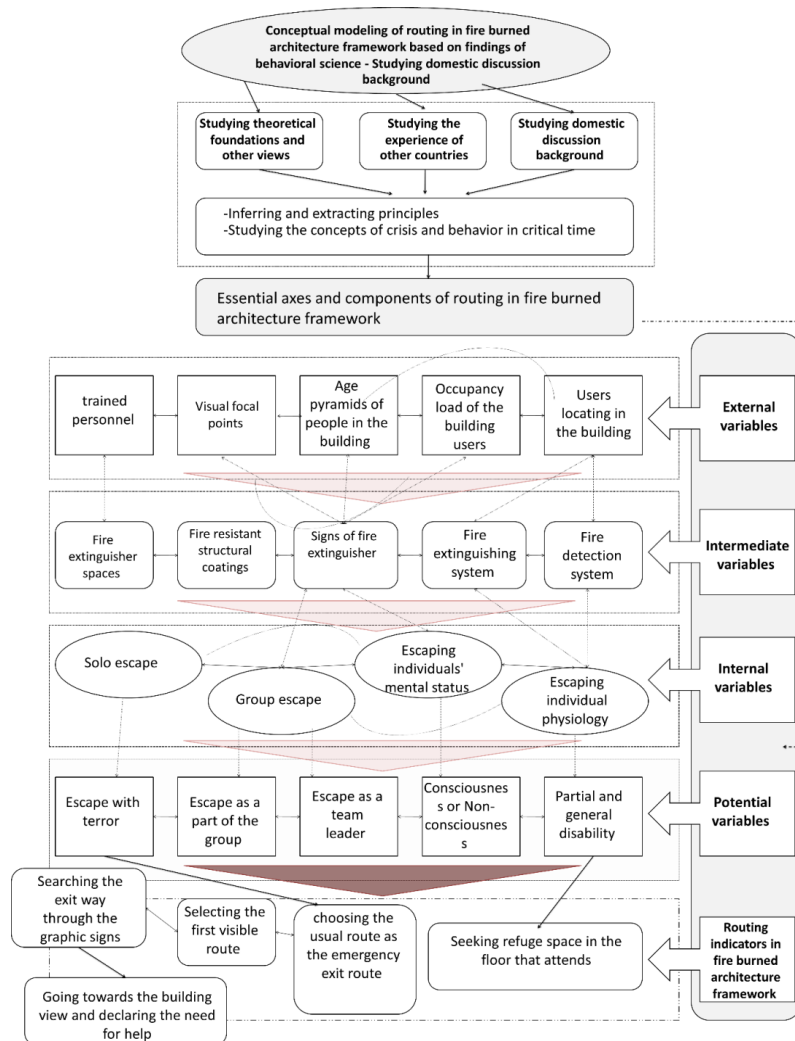 Conceptual modeling of routing in fire burned
architecture framework based on findings of
behavioral science - Studying domestic discussion
background
Studying theoretical
foundations and
other views
Studying the
experience of
other countries
Studying domestic
discussion
background
-Inferring and extracting principles
-Studying the concepts of crisis and behavior in critical time
Essential axes and components of routing in fire burned
architecture framework
trained
personnel
Visual focal
points
Age
pyramids of
people in the
building
Occupancy
load of the
building
users
Users
locating in
the building
External
variables
Fire
extinguisher
spaces
Fire resistant
structural
coatings
Signs of fire
extinguisher
Fire
extinguishing
system
Fire
detection
system
Intermediate
variables
Solo escape
Group escape
Escaping
individuals'
mental status
Escaping
individual
physiology
Internal
variables
Escape with
terror
Escape as a
part of the
group
Escape as a
team
leader
Consciousnes
s or Non-
consciousnes
s
Partial and
general
disability
Potential
variables
Searching the
exit way
through the
graphic signs
Selecting the
first visible
route
choosing the
usual route as
the emergency
exit route
Seeking refuge space in the
floor that attends
Routing
indicators in
fire burned
architecture
framework
Going towards the building
view and declaring the need
for help